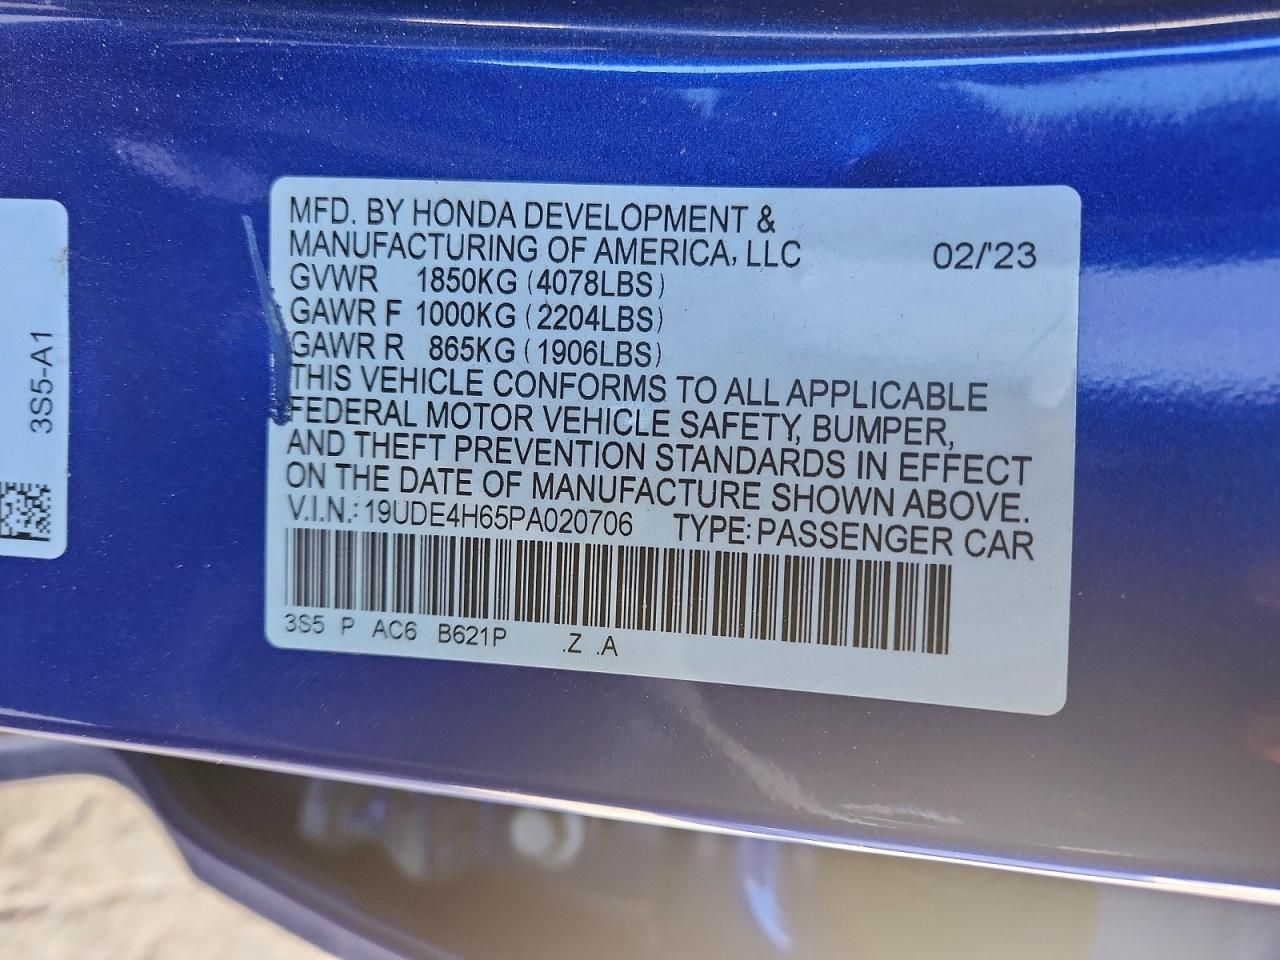 MFD. BY HONDA DEVELOPMENT &
MANUFACTURING OF AMERICA, LLC 02/'23
GVWR 1850KG (4078LBS)
GAWR F 1000KG (2204LBS)
GAWR R 865KG (1906LBS)
THIS VEHICLE CONFORMS TO ALL APPLICABLE
FEDERAL MOTOR VEHICLE SAFETY, BUMPER,
AND THEFT PREVENTION STANDARDS IN EFFECT
ON THE DATE OF MANUFACTURE SHOWN ABOVE.
V.I.N.: 19UDE4H65PA020706 TYPE: PASSENGER CAR
3S5 P AC6 B621P .Z .A
3S5-A1